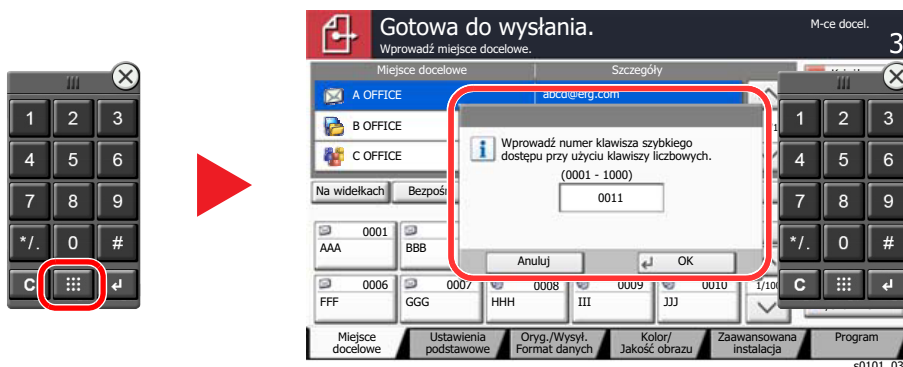 1 2 3
4 5 6
7 8 9
*/. 0 #
C
Gotowa do wysłania.
M-ce docel.
3
Wprowadź miejsce docelowe.
Miejsce docelowe Szczegóły
A OFFICE abcd@efg.com
B OFFICE
C OFFICE
Wprowadź numer klawisza szybkiego
dostępu przy użyciu klawiszy liczbowych.
(0001 - 1000)
0011
Na widełkach
Anuluj OK
0001
AAA BBB
0006 0007 0008 0009 0010 1/100
FFF GGG HHH III JJJ
1 2 3
4 5 6
7 8 9
*/. 0 #
C
Miejsce
docelowe
Ustawienia
podstawowe
Oryg./Wysył.
Format danych
Kolor/
Jakość obrazu
Zaawansowana
instalacja
Program